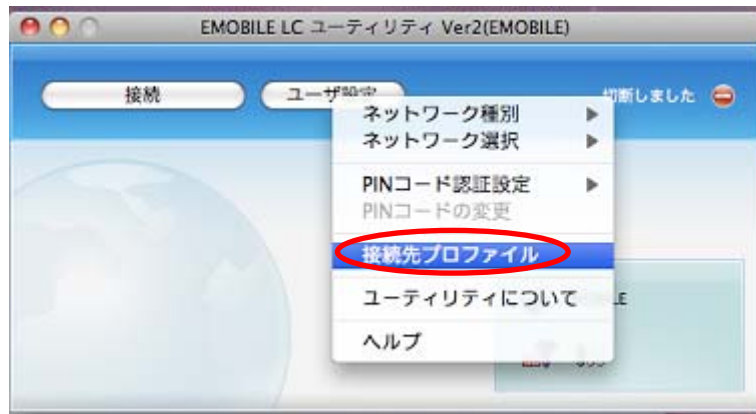 EMOBILE LC ユーティリティ Ver2(EMOBILE)
接続
ユーザ設定
切断しました
ネットワーク種別
ネットワーク選択
PINコード認証設定
PINコードの変更
接続先プロファイル
ユーティリティについて
ヘルプ